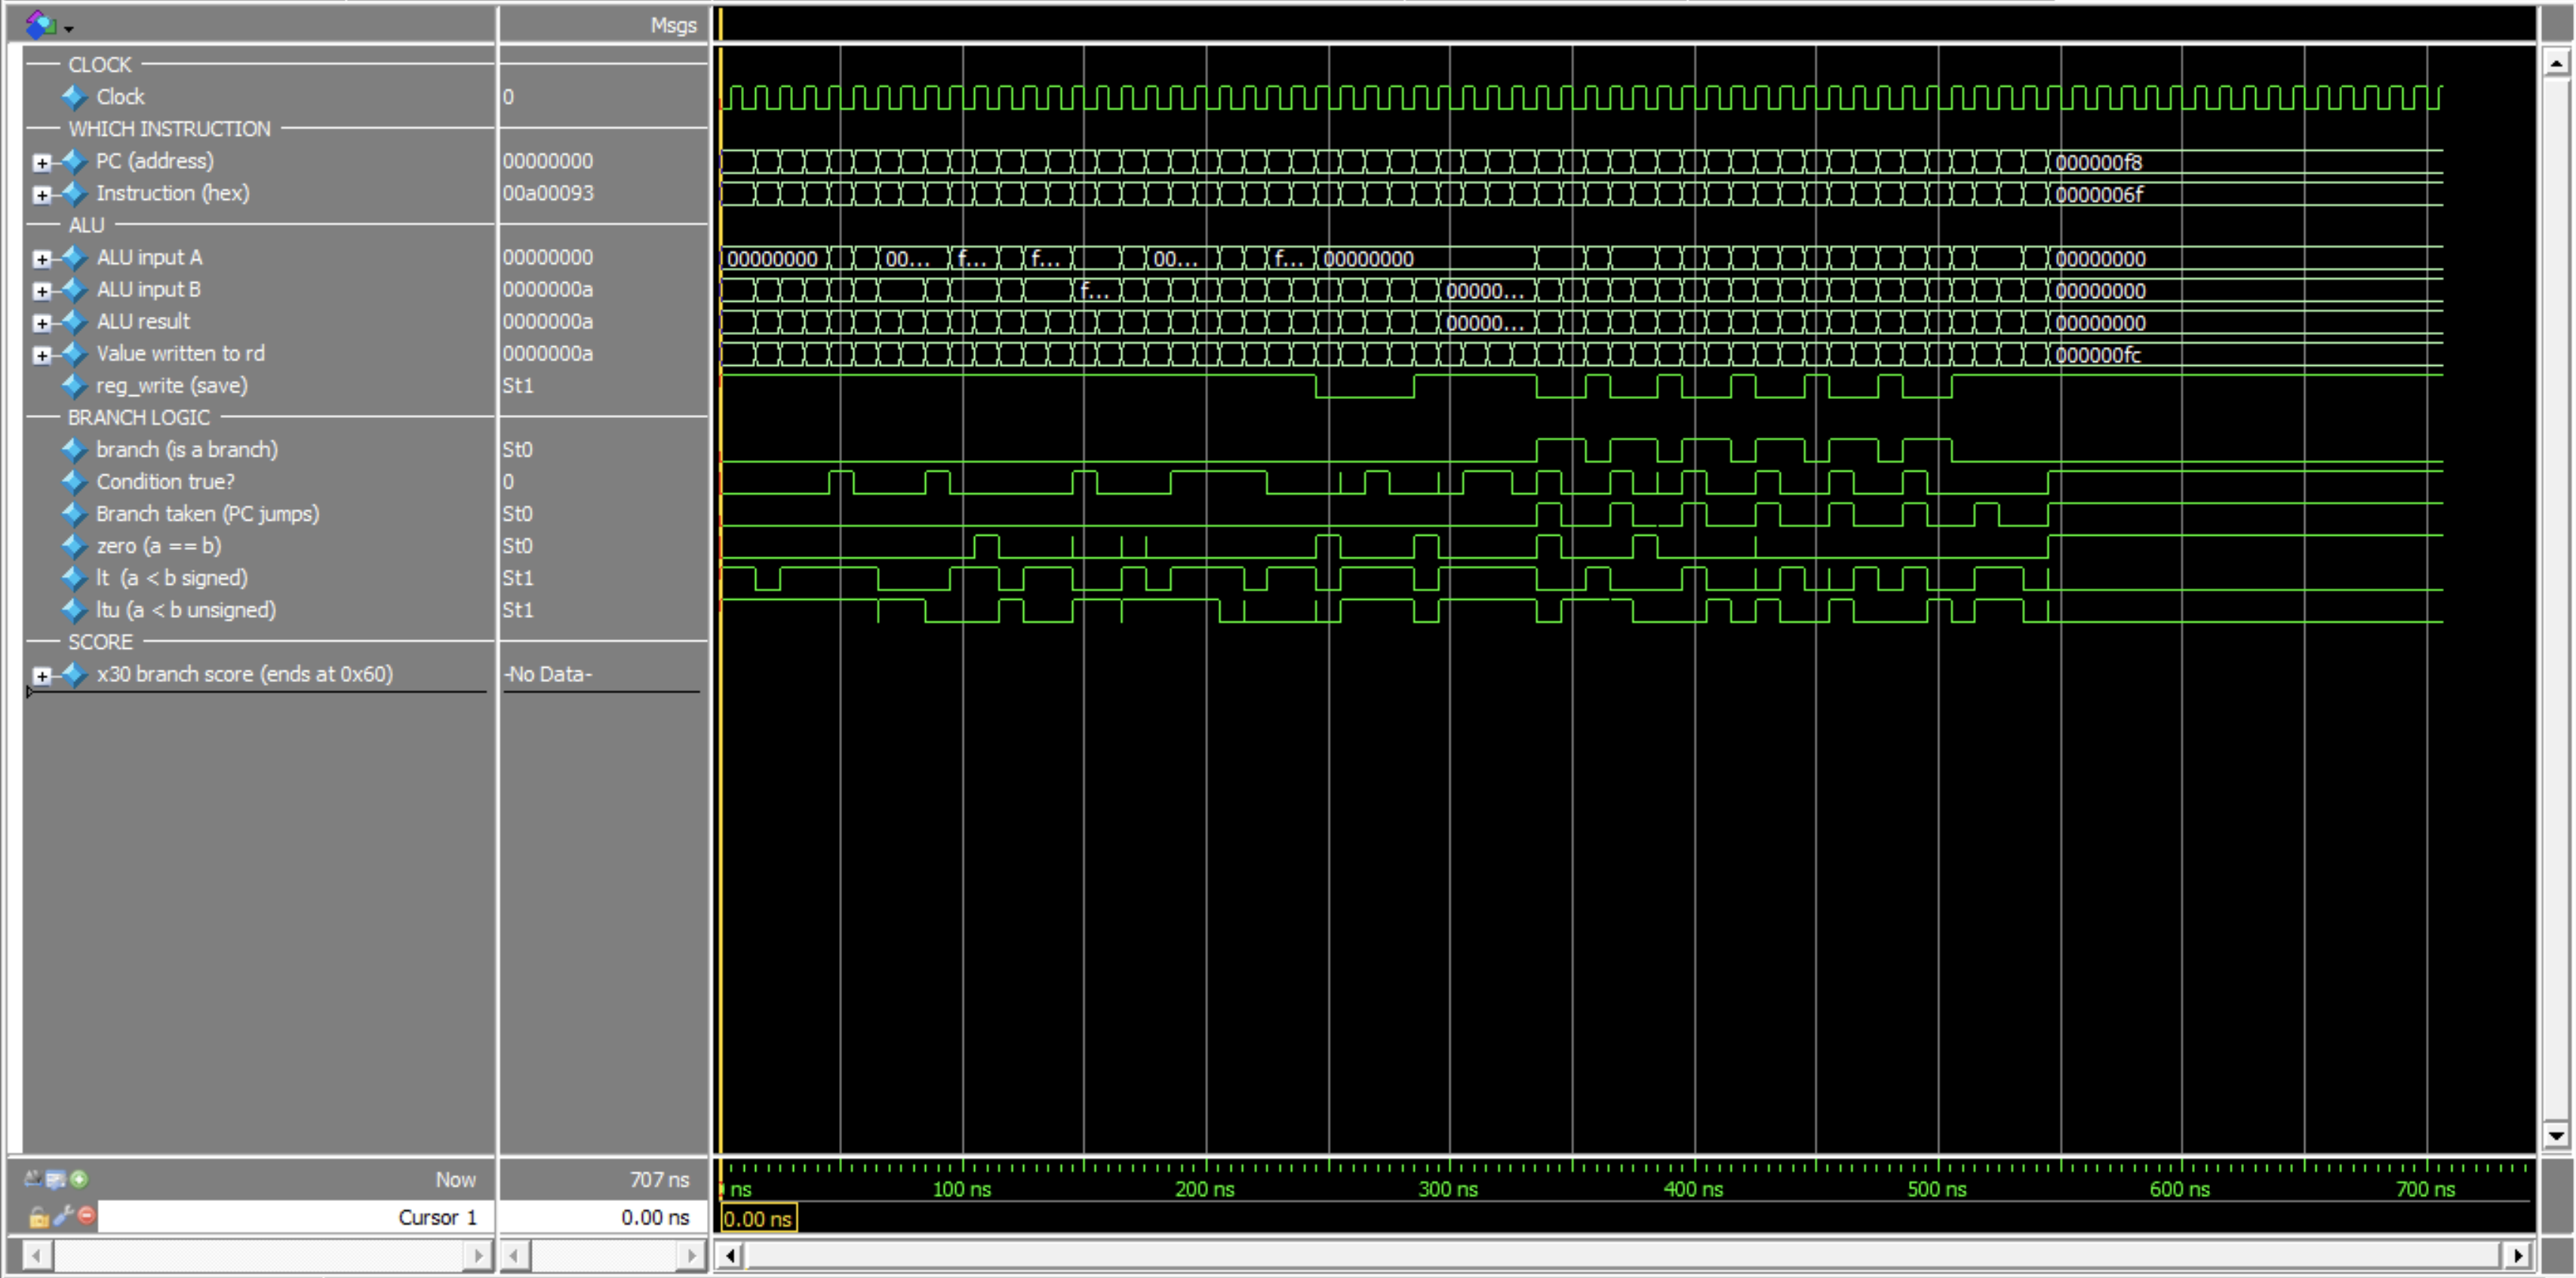 Msgs
CLOCK
Clock 0
WHICH INSTRUCTION
PC (address) 00000000 000000f8
Instruction (hex) 00a00093 0000006f
ALU
ALU input A 00000000 00000000 00... f... f... 00... f... 00000000 00000000
ALU input B 0000000a f... 00000... 00000000
ALU result 0000000a 00000... 00000000
Value written to rd 0000000a 000000fc
reg_write (save) St1
BRANCH LOGIC
branch (is a branch) St0
Condition true? 0
Branch taken (PC jumps) St0
zero (a == b) St0
lt (a < b signed) St1
ltu (a < b unsigned) St1
SCORE
x30 branch score (ends at 0x60) -No Data-
Now 707 ns ns 100 ns 200 ns 300 ns 400 ns 500 ns 600 ns 700 ns
Cursor 1 0.00 ns 0.00 ns